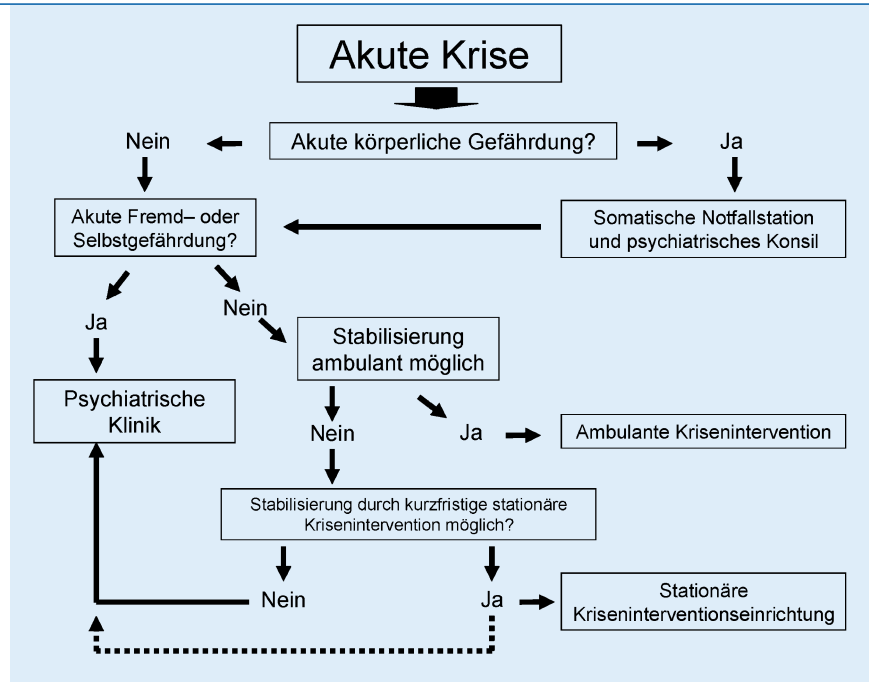 Akute Krise
Nein
Akute körperliche Gefährdung?
Ja
Akute Fremd– oder
Selbstgefährdung?
Somatische Notfallstation
und psychiatrisches Konsil
Ja
Nein
Stabilisierung
ambulant möglich
Psychiatrische
Klinik
Nein
Ja
Ambulante Krisenintervention
Stabilisierung durch kurzfristige stationäre
Krisenintervention möglich?
Nein
Ja
Stationäre
Kriseninterventionseinrichtung